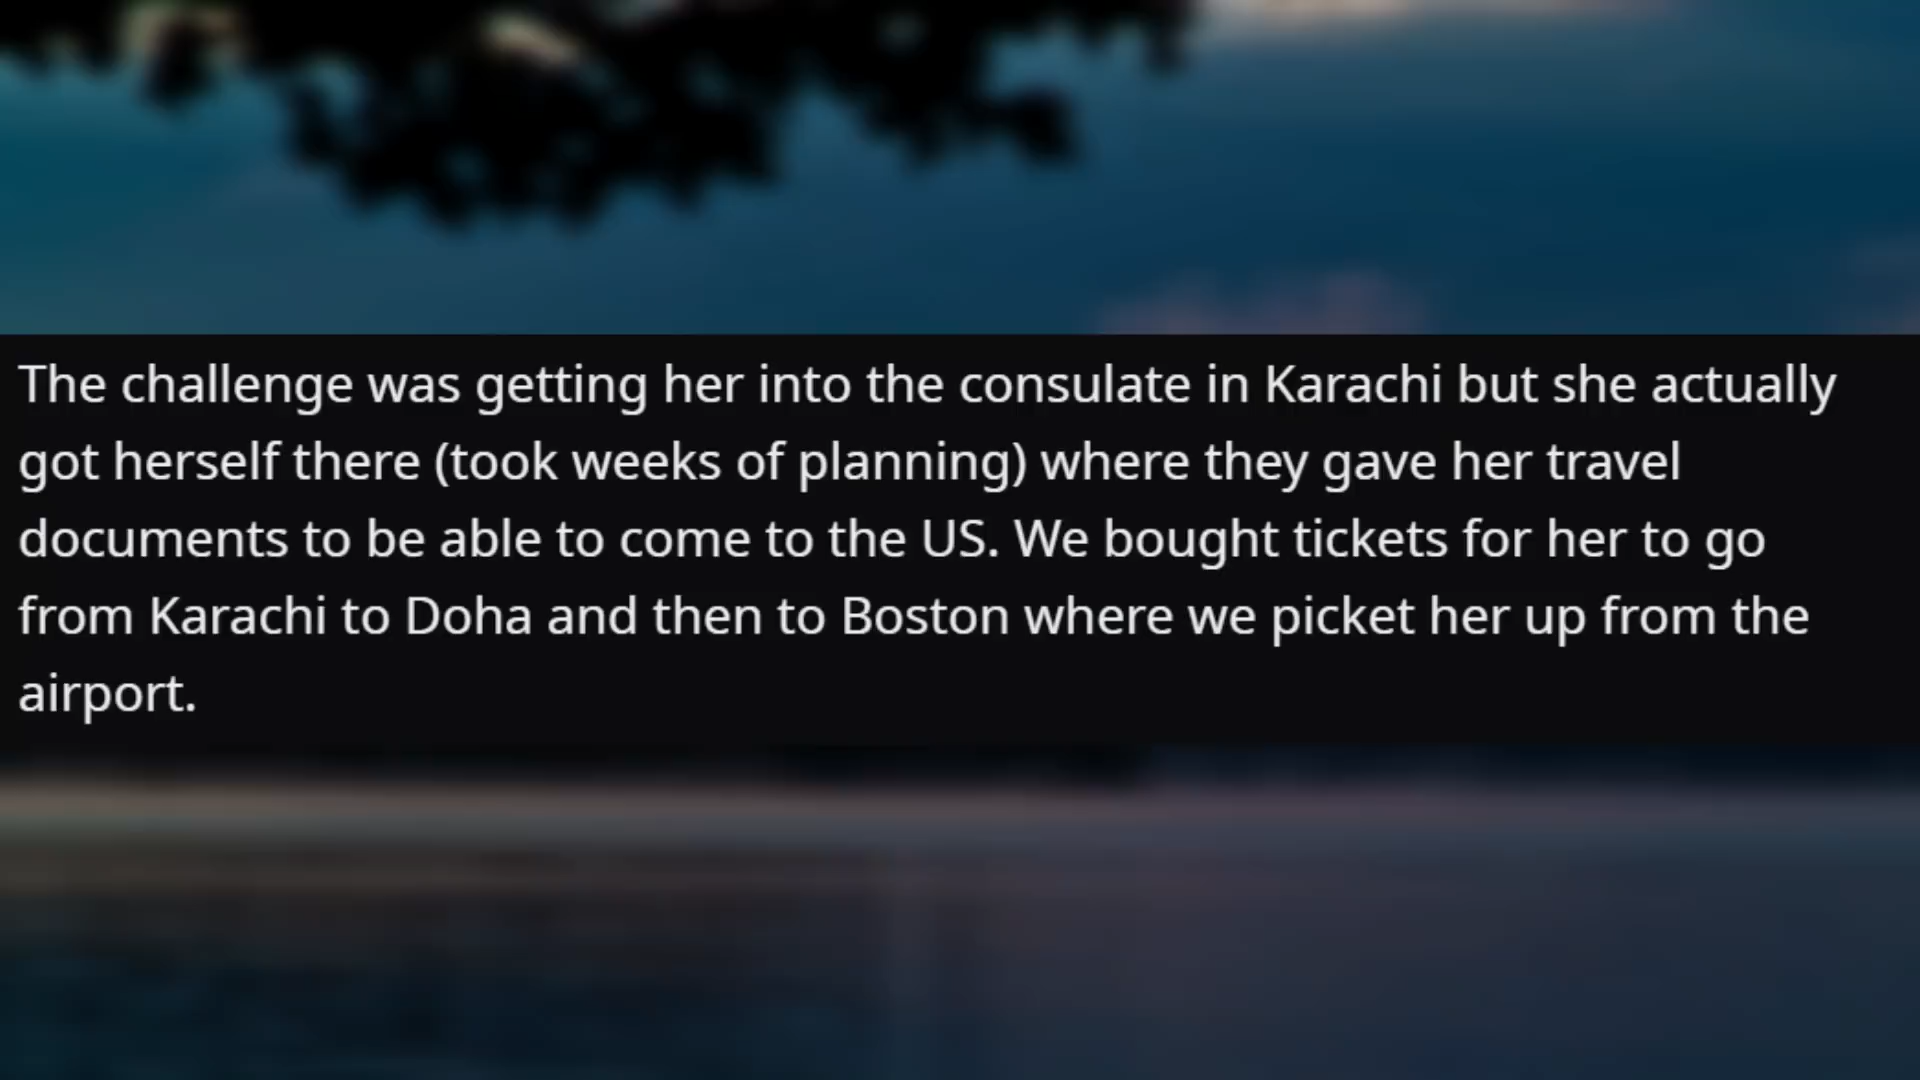 The challenge was getting her into the consulate in Karachi but she actually
got herself there (took weeks of planning) where they gave her travel
documents to be able to come to the US. We bought tickets for her to go
from Karachi to Doha and then to Boston where we picket her up from the
airport.